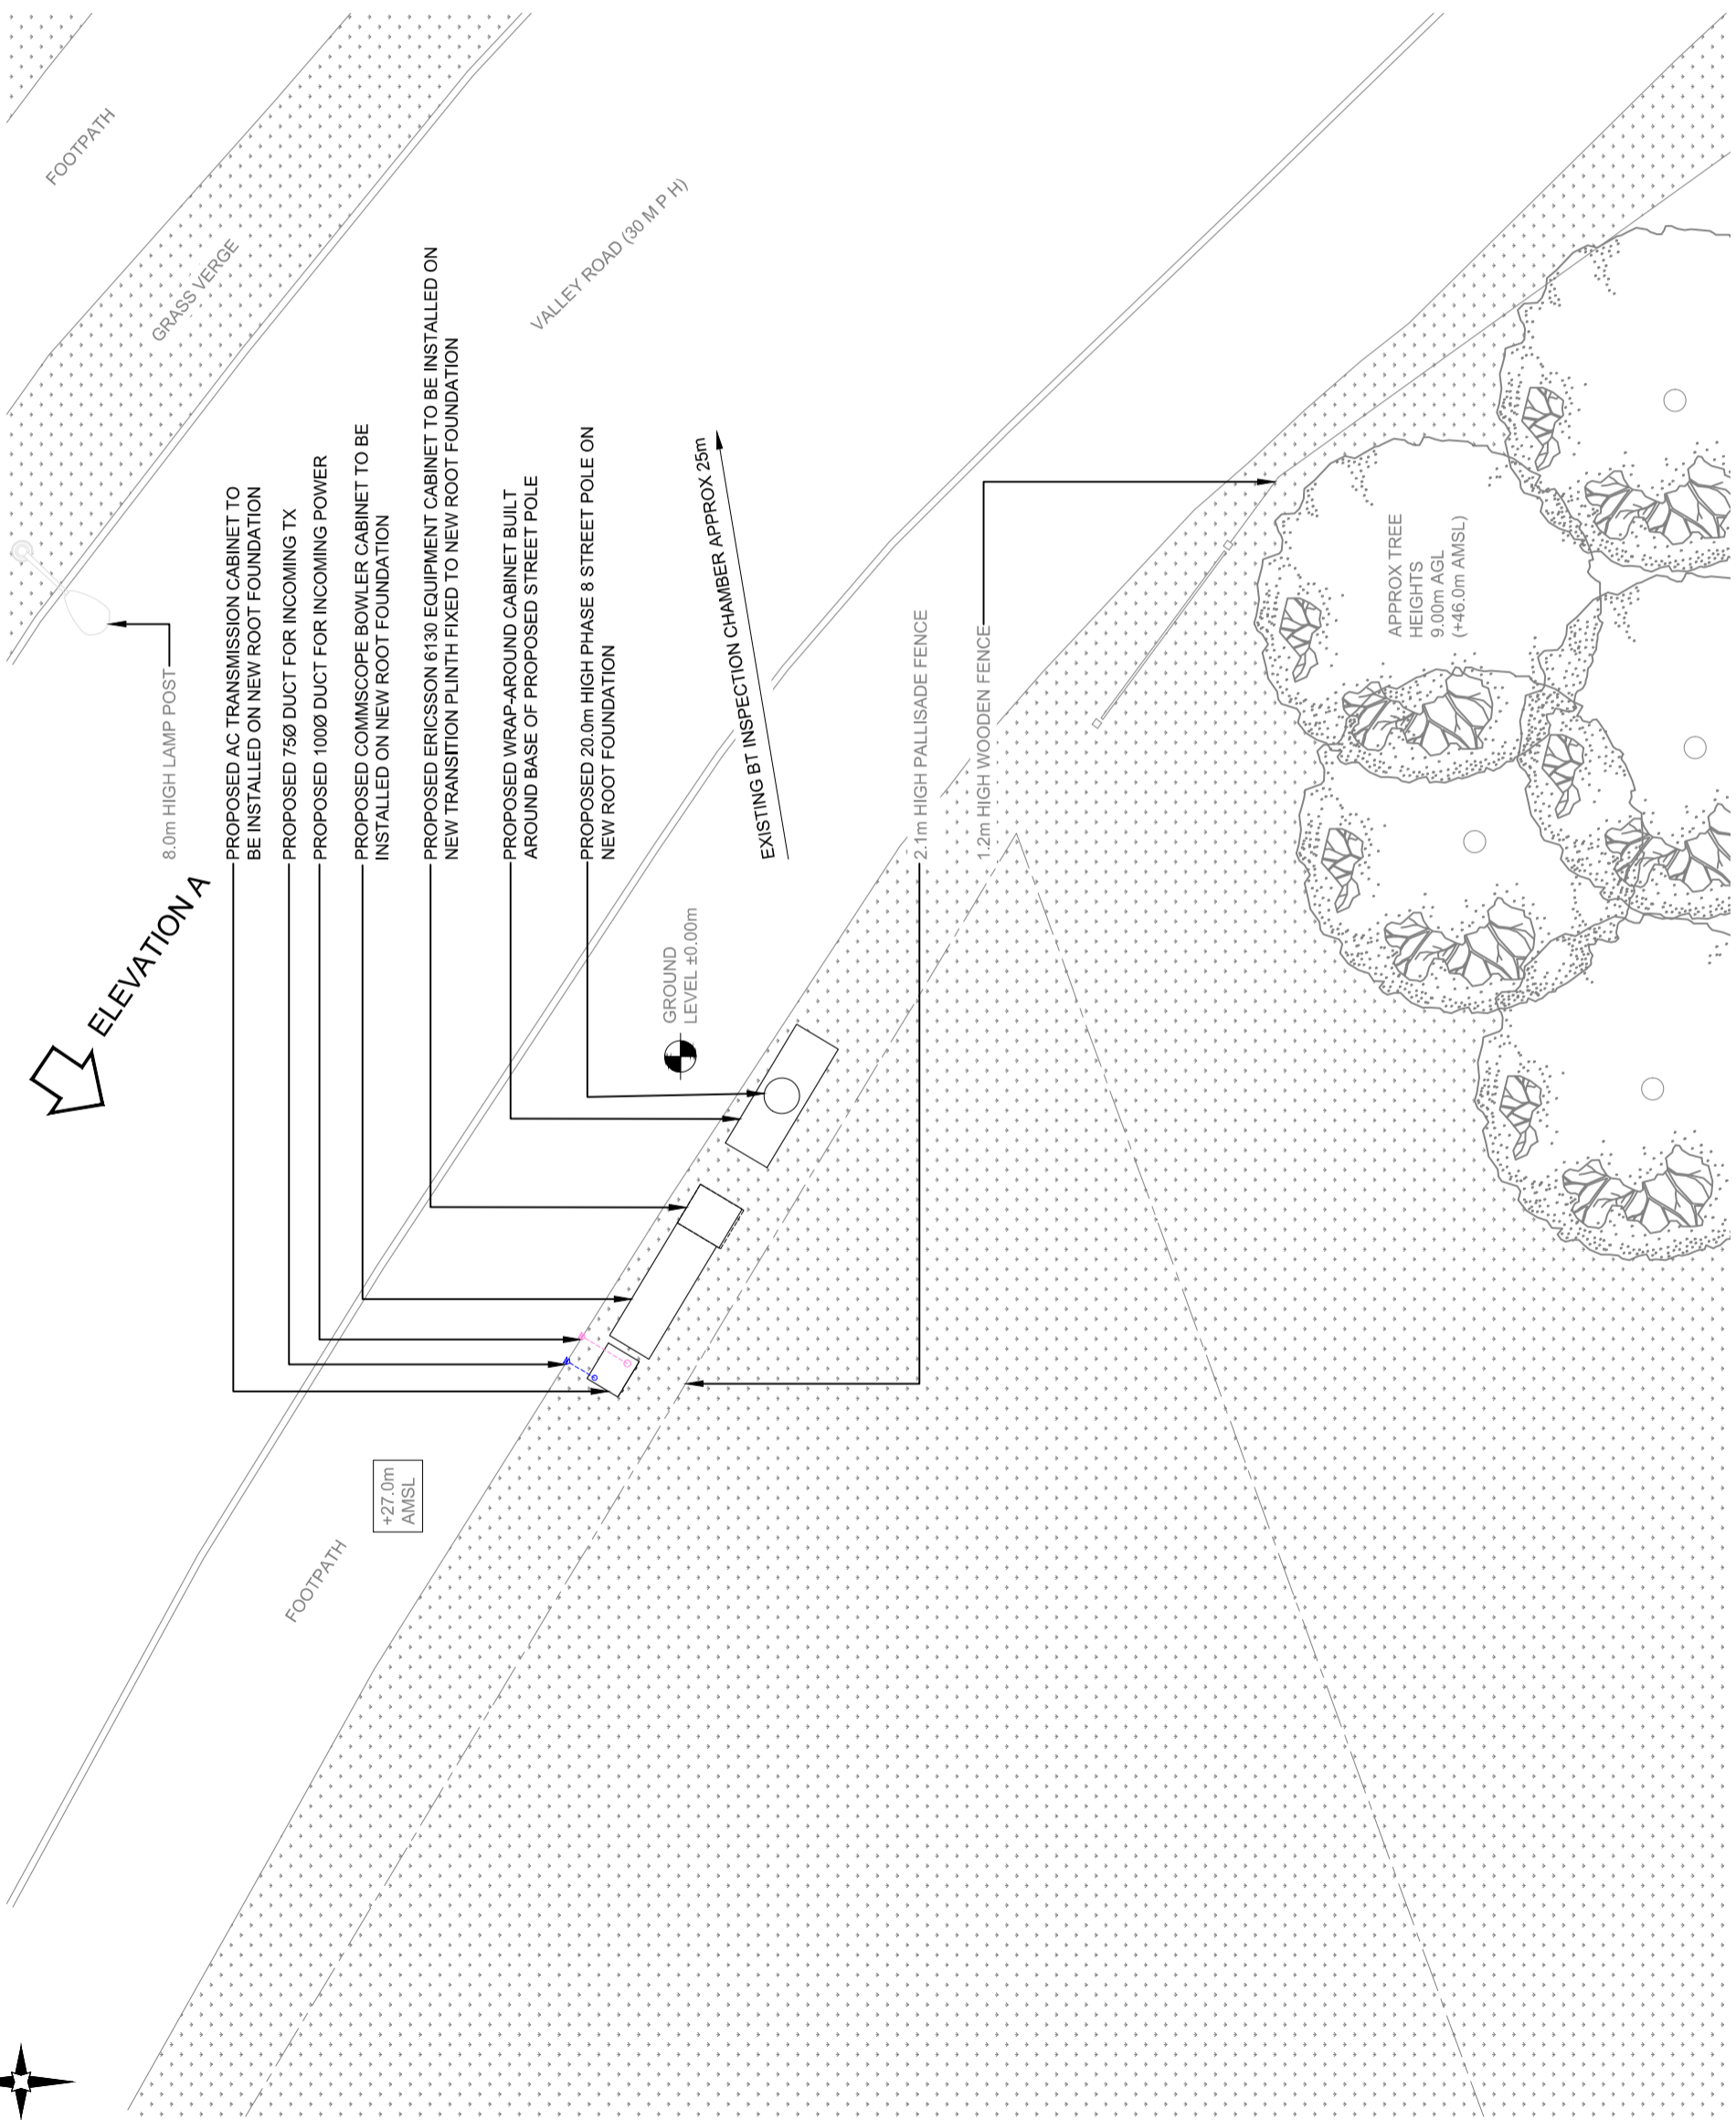 FOOTPATH
GRASS VERGE
VALLEY ROAD (30 M P H)
8.0m HIGH LAMP POST
ELEVATION A
PROPOSED AC TRANSMISSION CABINET TO
BE INSTALLED ON NEW ROOT FOUNDATION
PROPOSED 75Ø DUCT FOR INCOMING TX
PROPOSED 100Ø DUCT FOR INCOMING POWER
PROPOSED COMMSCOPE BOWLER CABINET TO BE
INSTALLED ON NEW ROOT FOUNDATION
PROPOSED ERICSSON 6130 EQUIPMENT CABINET TO BE INSTALLED ON
NEW TRANSITION PLINTH FIXED TO NEW ROOT FOUNDATION
PROPOSED WRAP-AROUND CABINET BUILT
AROUND BASE OF PROPOSED STREET POLE
PROPOSED 20.0m HIGH PHASE 8 STREET POLE ON
NEW ROOT FOUNDATION
EXISTING BT INSPECTION CHAMBER APPROX 25m
GROUND
LEVEL ±0.00m
2.1m HIGH PALLISADE FENCE
1.2m HIGH WOODEN FENCE
APPROX TREE
HEIGHTS
9.00m AGL
(+46.0m AMSL)
+27.0m
AMSL
FOOTPATH